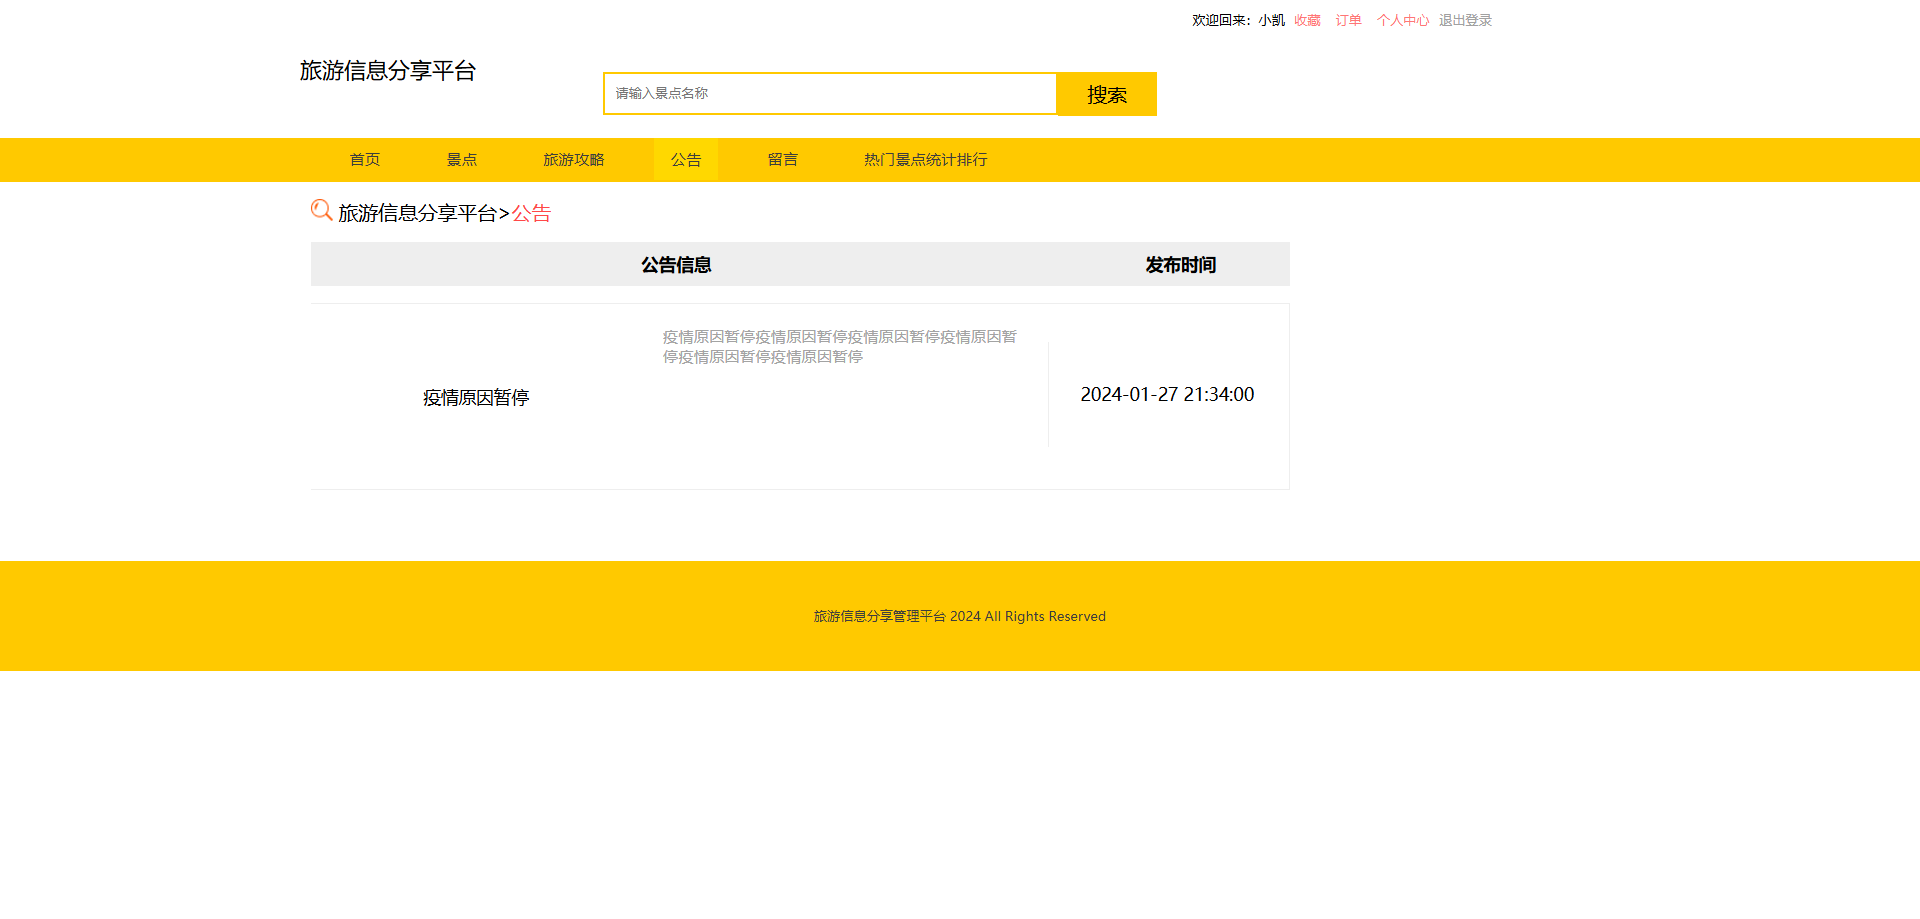 欢迎回来：小凯 收藏 订单 个人中心 退出登录
旅游信息分享平台
请输入景点名称 搜索
首页 景点 旅游攻略 公告 留言 热门景点统计排行
旅游信息分享平台>公告
公告信息 发布时间
疫情原因暂停疫情原因暂停疫情原因暂停疫情原因暂
停疫情原因暂停疫情原因暂停
疫情原因暂停 2024-01-27 21:34:00
旅游信息分享管理平台 2024 All Rights Reserved